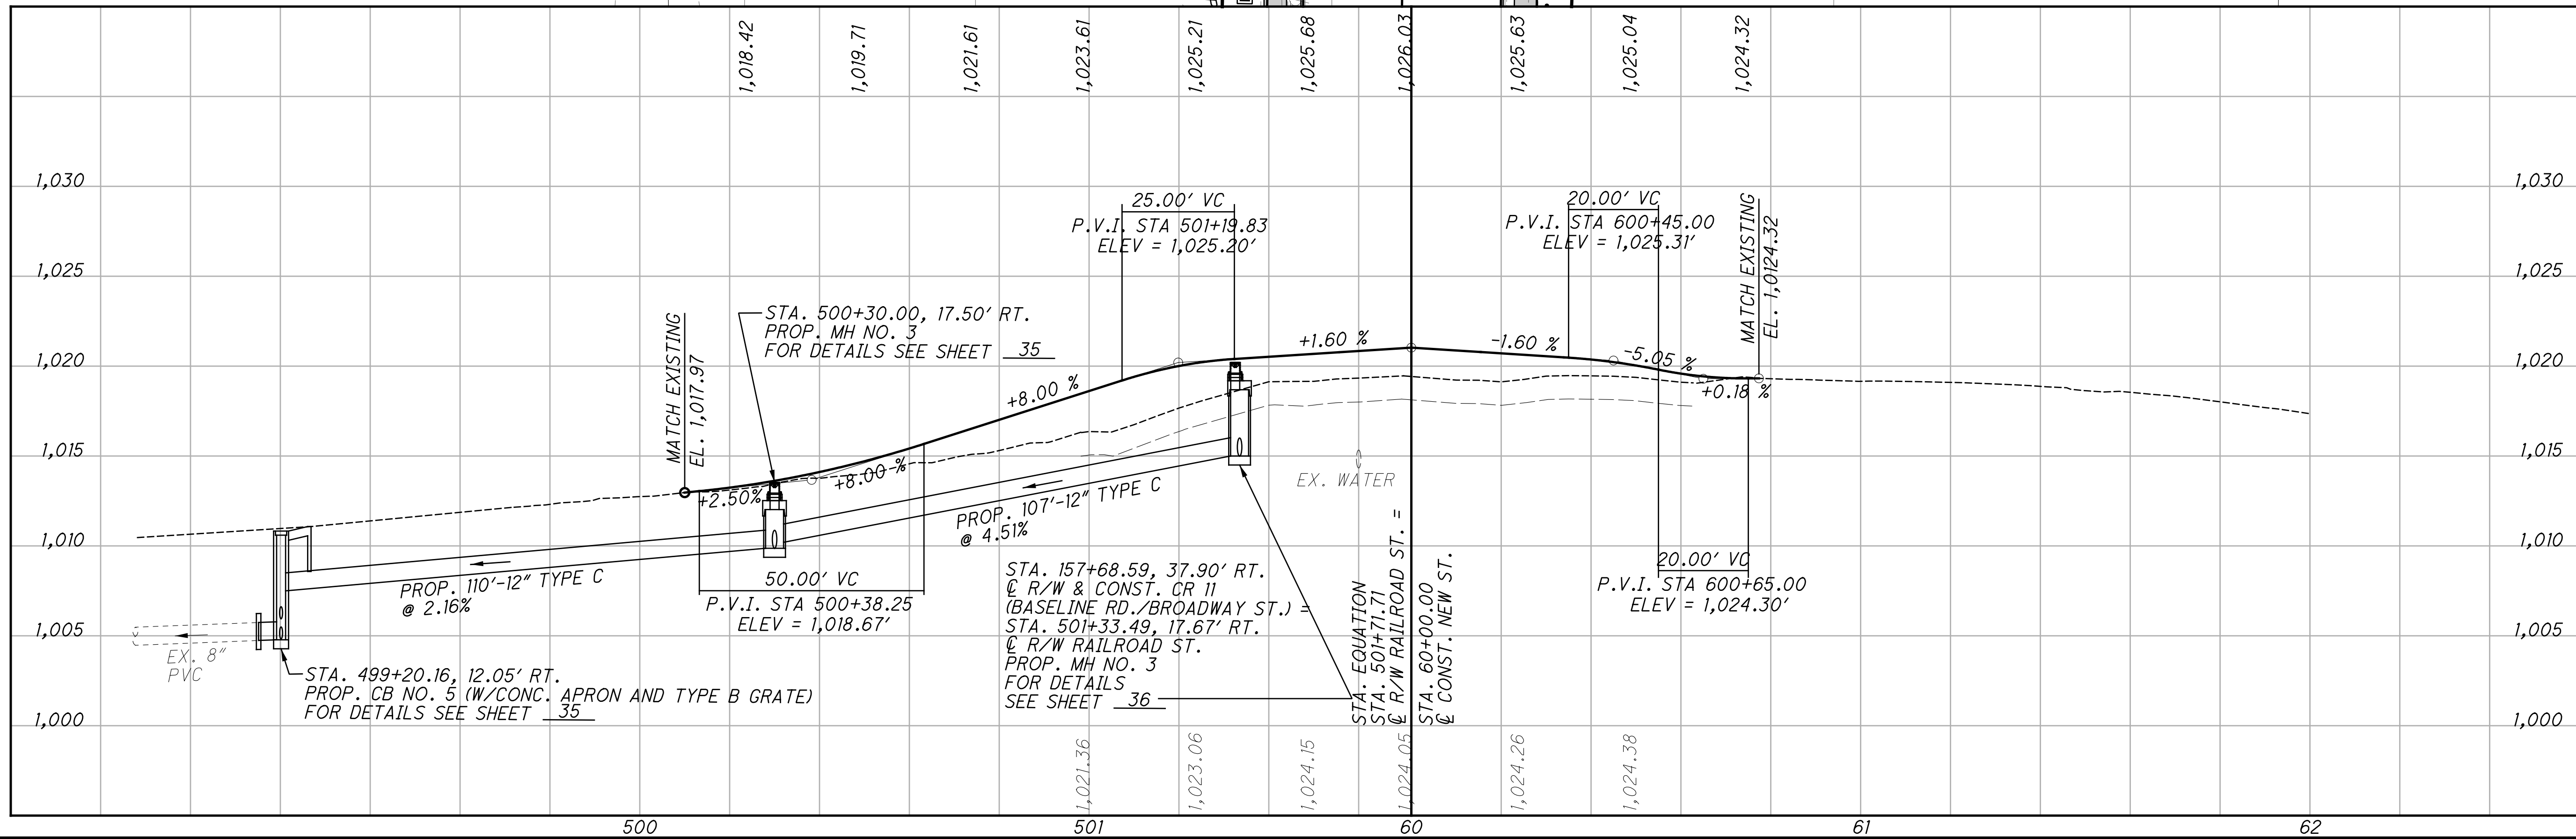 1,018.42
1,019.71
1,021.61
1,023.61
1,025.21
1,025.68
1,026.03
1,025.63
1,025.04
1,024.32
1,030
1,030
1,025
1,025
1,020
1,020
1,015
1,015
1,010
1,010
1,005
1,005
1,000
1,000
25.00' VC
P.V.I. STA 501+19.83
ELEV = 1,025.20'
20.00' VC
P.V.I. STA 600+45.00
ELEV = 1,025.31'
MATCH EXISTING
EL. 1,0124.32
MATCH EXISTING
EL. 1,017.97
STA. 500+30.00, 17.50' RT.
PROP. MH NO. 3
FOR DETAILS SEE SHEET 35
+1.60 %
-1.60 %
-5.05 %
+0.18 %
+8.00 %
+8.00 %
+2.50%
EX. WATER
PROP. 107'-12" TYPE C
@ 4.51%
PROP. 110'-12" TYPE C
@ 2.16%
50.00' VC
P.V.I. STA 500+38.25
ELEV = 1,018.67'
20.00' VC
P.V.I. STA 600+65.00
ELEV = 1,024.30'
STA. 157+68.59, 37.90' RT.
℄ R/W & CONST. CR 11
(BASELINE RD./BROADWAY ST.) =
STA. 501+33.49, 17.67' RT.
℄ R/W RAILROAD ST.
PROP. MH NO. 3
FOR DETAILS
SEE SHEET 36
STA. EQUATION
STA. 501+71.71
℄ R/W RAILROAD ST. =
STA. 60+00.00
℄ CONST. NEW ST.
EX. 8"
PVC
STA. 499+20.16, 12.05' RT.
PROP. CB NO. 5 (W/CONC. APRON AND TYPE B GRATE)
FOR DETAILS SEE SHEET 35
1,021.36
1,023.06
1,024.15
1,024.05
1,024.26
1,024.38
500
501
60
61
62